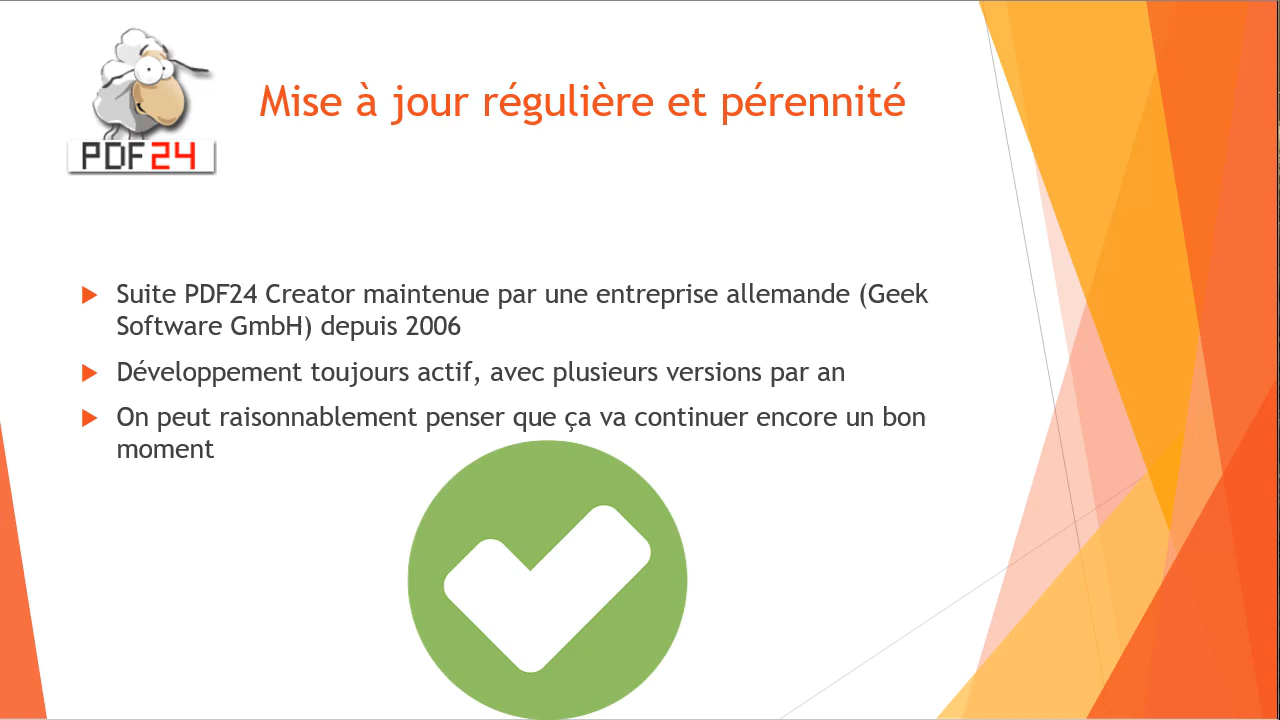 PDF24
Mise à jour régulière et pérennité
Suite PDF24 Creator maintenue par une entreprise allemande (Geek
Software GmbH) depuis 2006
Développement toujours actif, avec plusieurs versions par an
On peut raisonnablement penser que ça va continuer encore un bon
moment